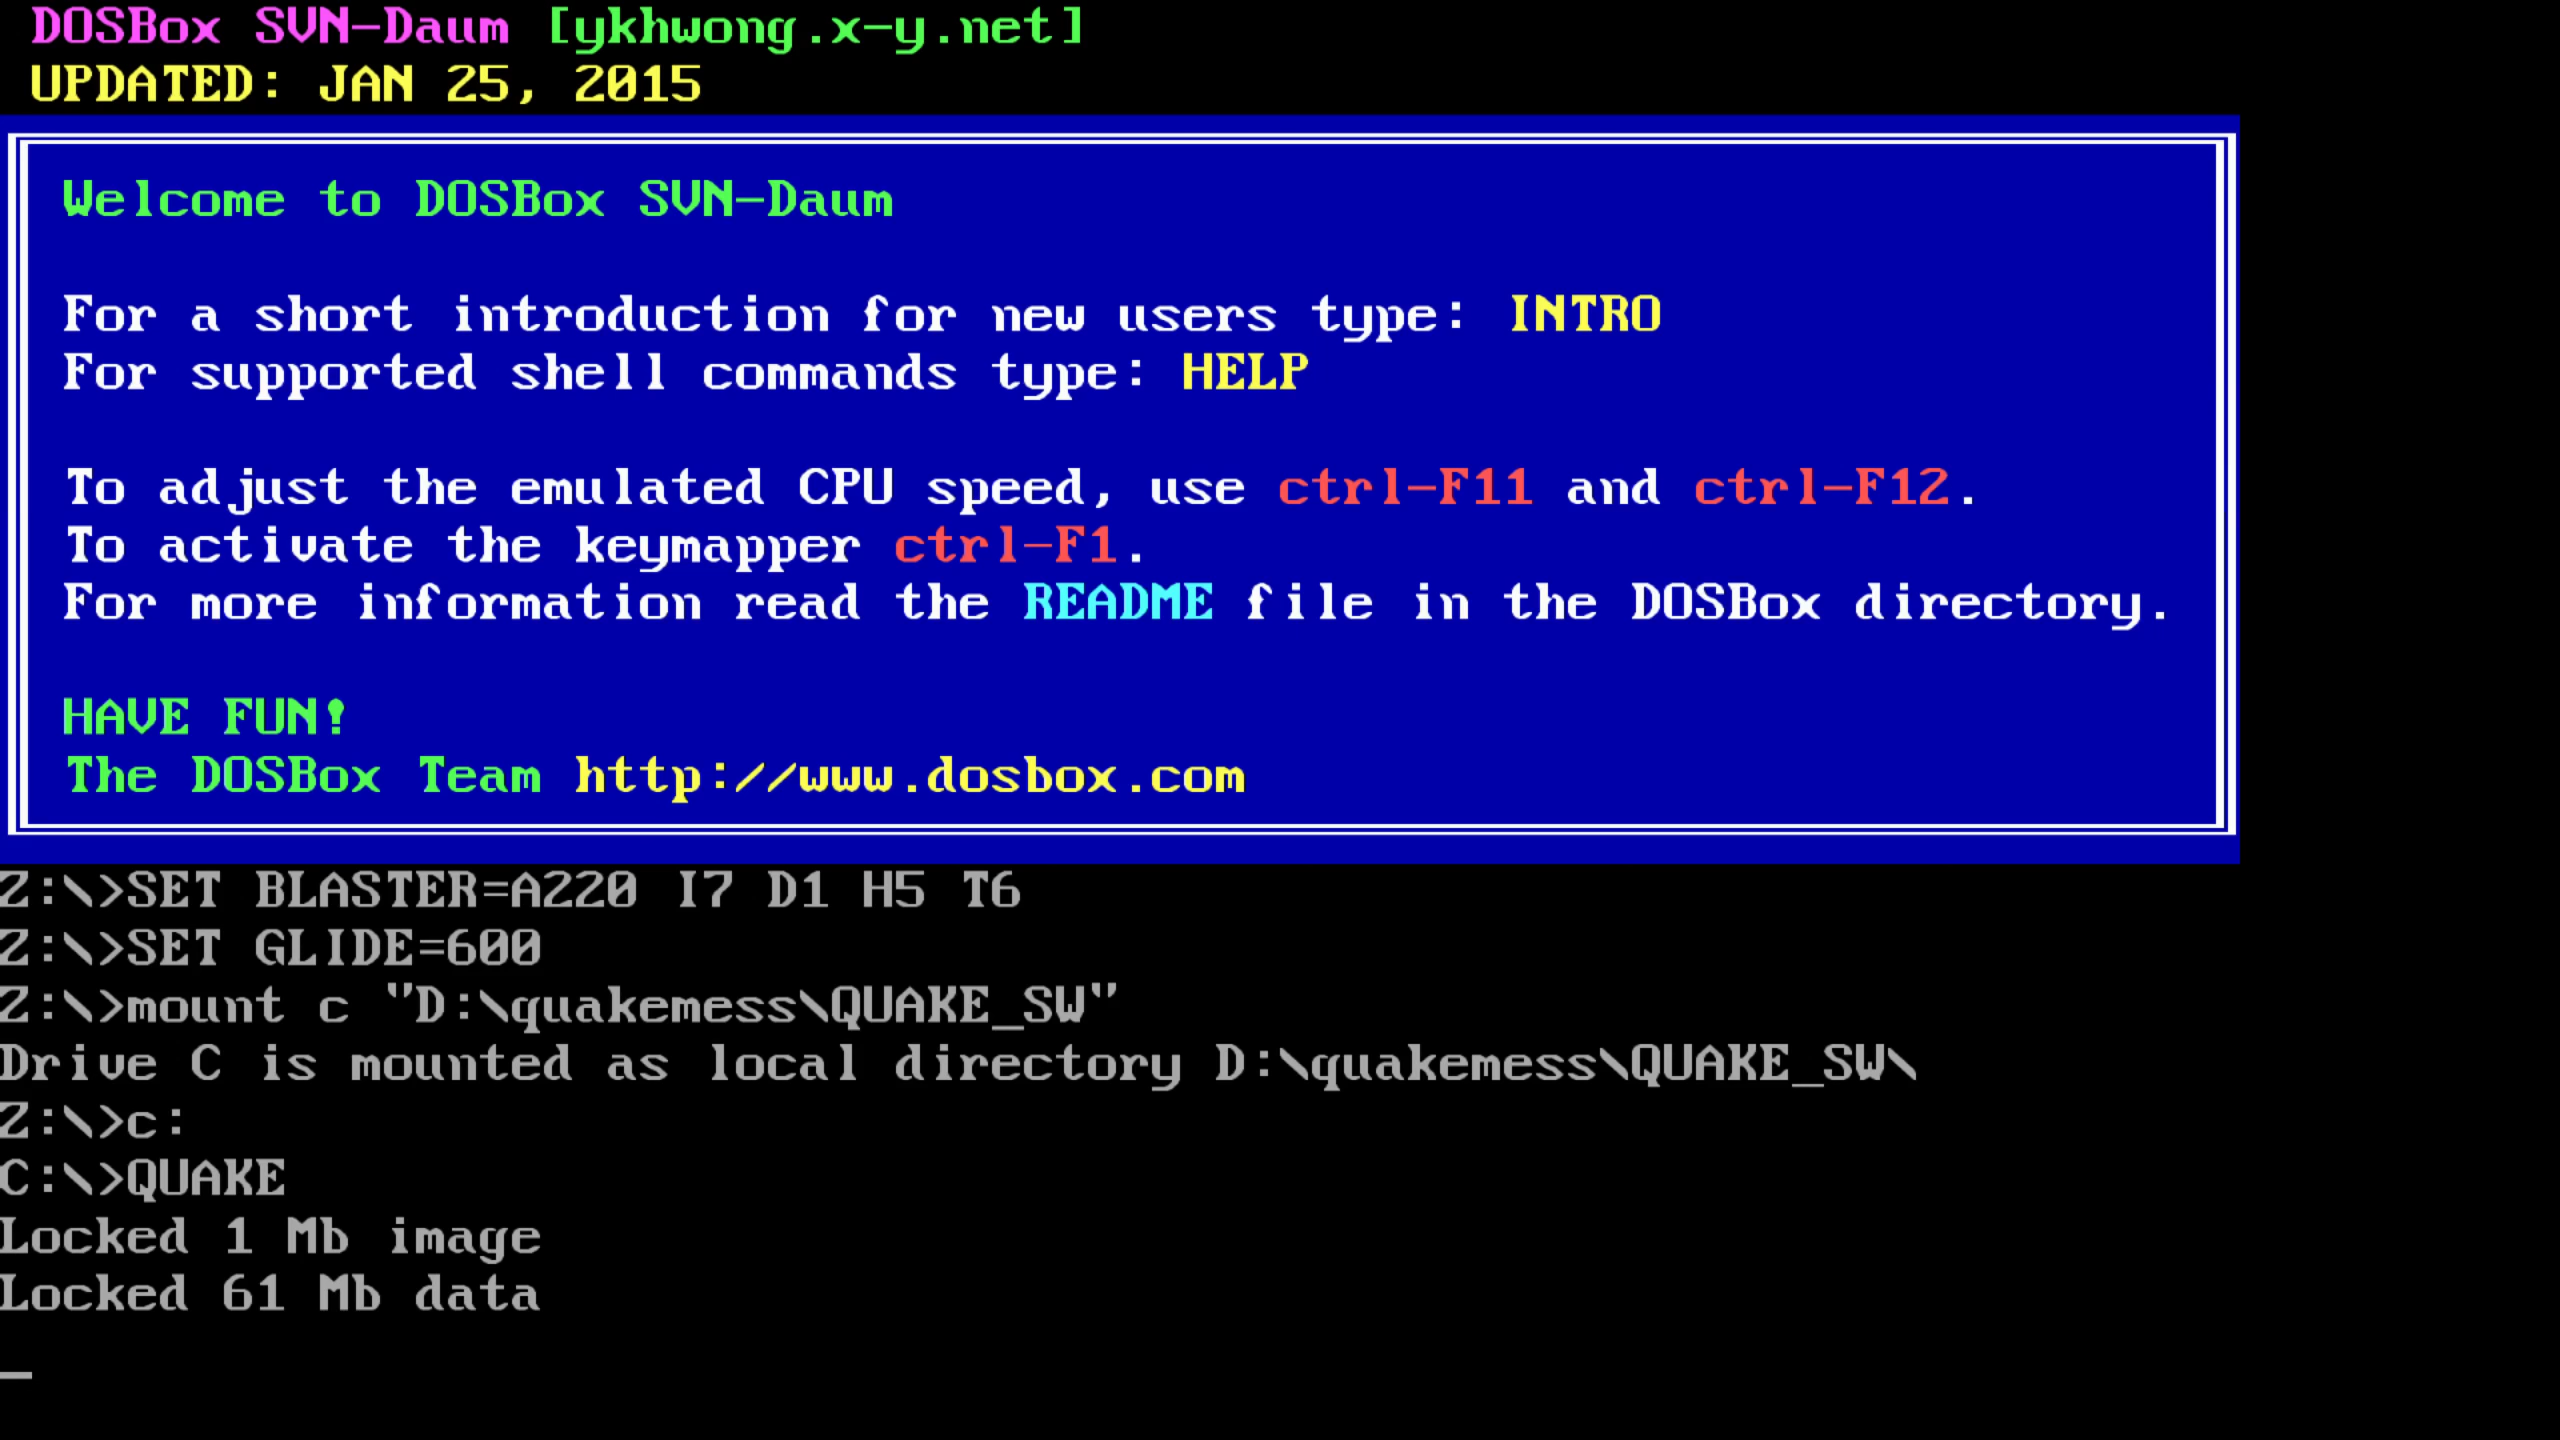 DOSBox SVN-Daum [ykhwong.x-y.net]
UPDATED: JAN 25, 2015
Welcome to DOSBox SVN-Daum
For a short introduction for new users type: INTRO
For supported shell commands type: HELP
To adjust the emulated CPU speed, use ctrl-F11 and ctrl-F12.
To activate the keymapper ctrl-F1.
For more information read the README file in the DOSBox directory.
HAVE FUN!
The DOSBox Team http://www.dosbox.com
Z:\>SET BLASTER=A220 I7 D1 H5 T6
Z:\>SET GLIDE=600
Z:\>mount c "D:\quakemess\QUAKE_SW"
Drive C is mounted as local directory D:\quakemess\QUAKE_SW\
Z:\>c:
C:\>QUAKE
Locked 1 Mb image
Locked 61 Mb data